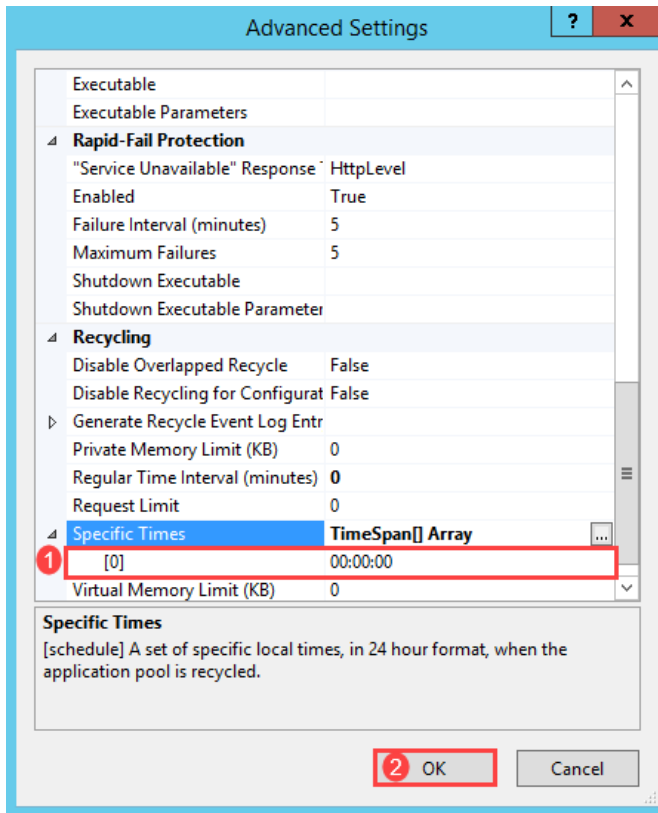 Advanced Settings
?
x
Executable
Executable Parameters
Rapid-Fail Protection
"Service Unavailable" Response HttpLevel
Enabled True
Failure Interval (minutes) 5
Maximum Failures 5
Shutdown Executable
Shutdown Executable Parameter
Recycling
Disable Overlapped Recycle False
Disable Recycling for Configurat False
Generate Recycle Event Log Entr
Private Memory Limit (KB) 0
Regular Time Interval (minutes) 0
Request Limit 0
Specific Times TimeSpan[] Array ...
1 [0] 00:00:00
Virtual Memory Limit (KB) 0
Specific Times
[schedule] A set of specific local times, in 24 hour format, when the
application pool is recycled.
2 OK Cancel